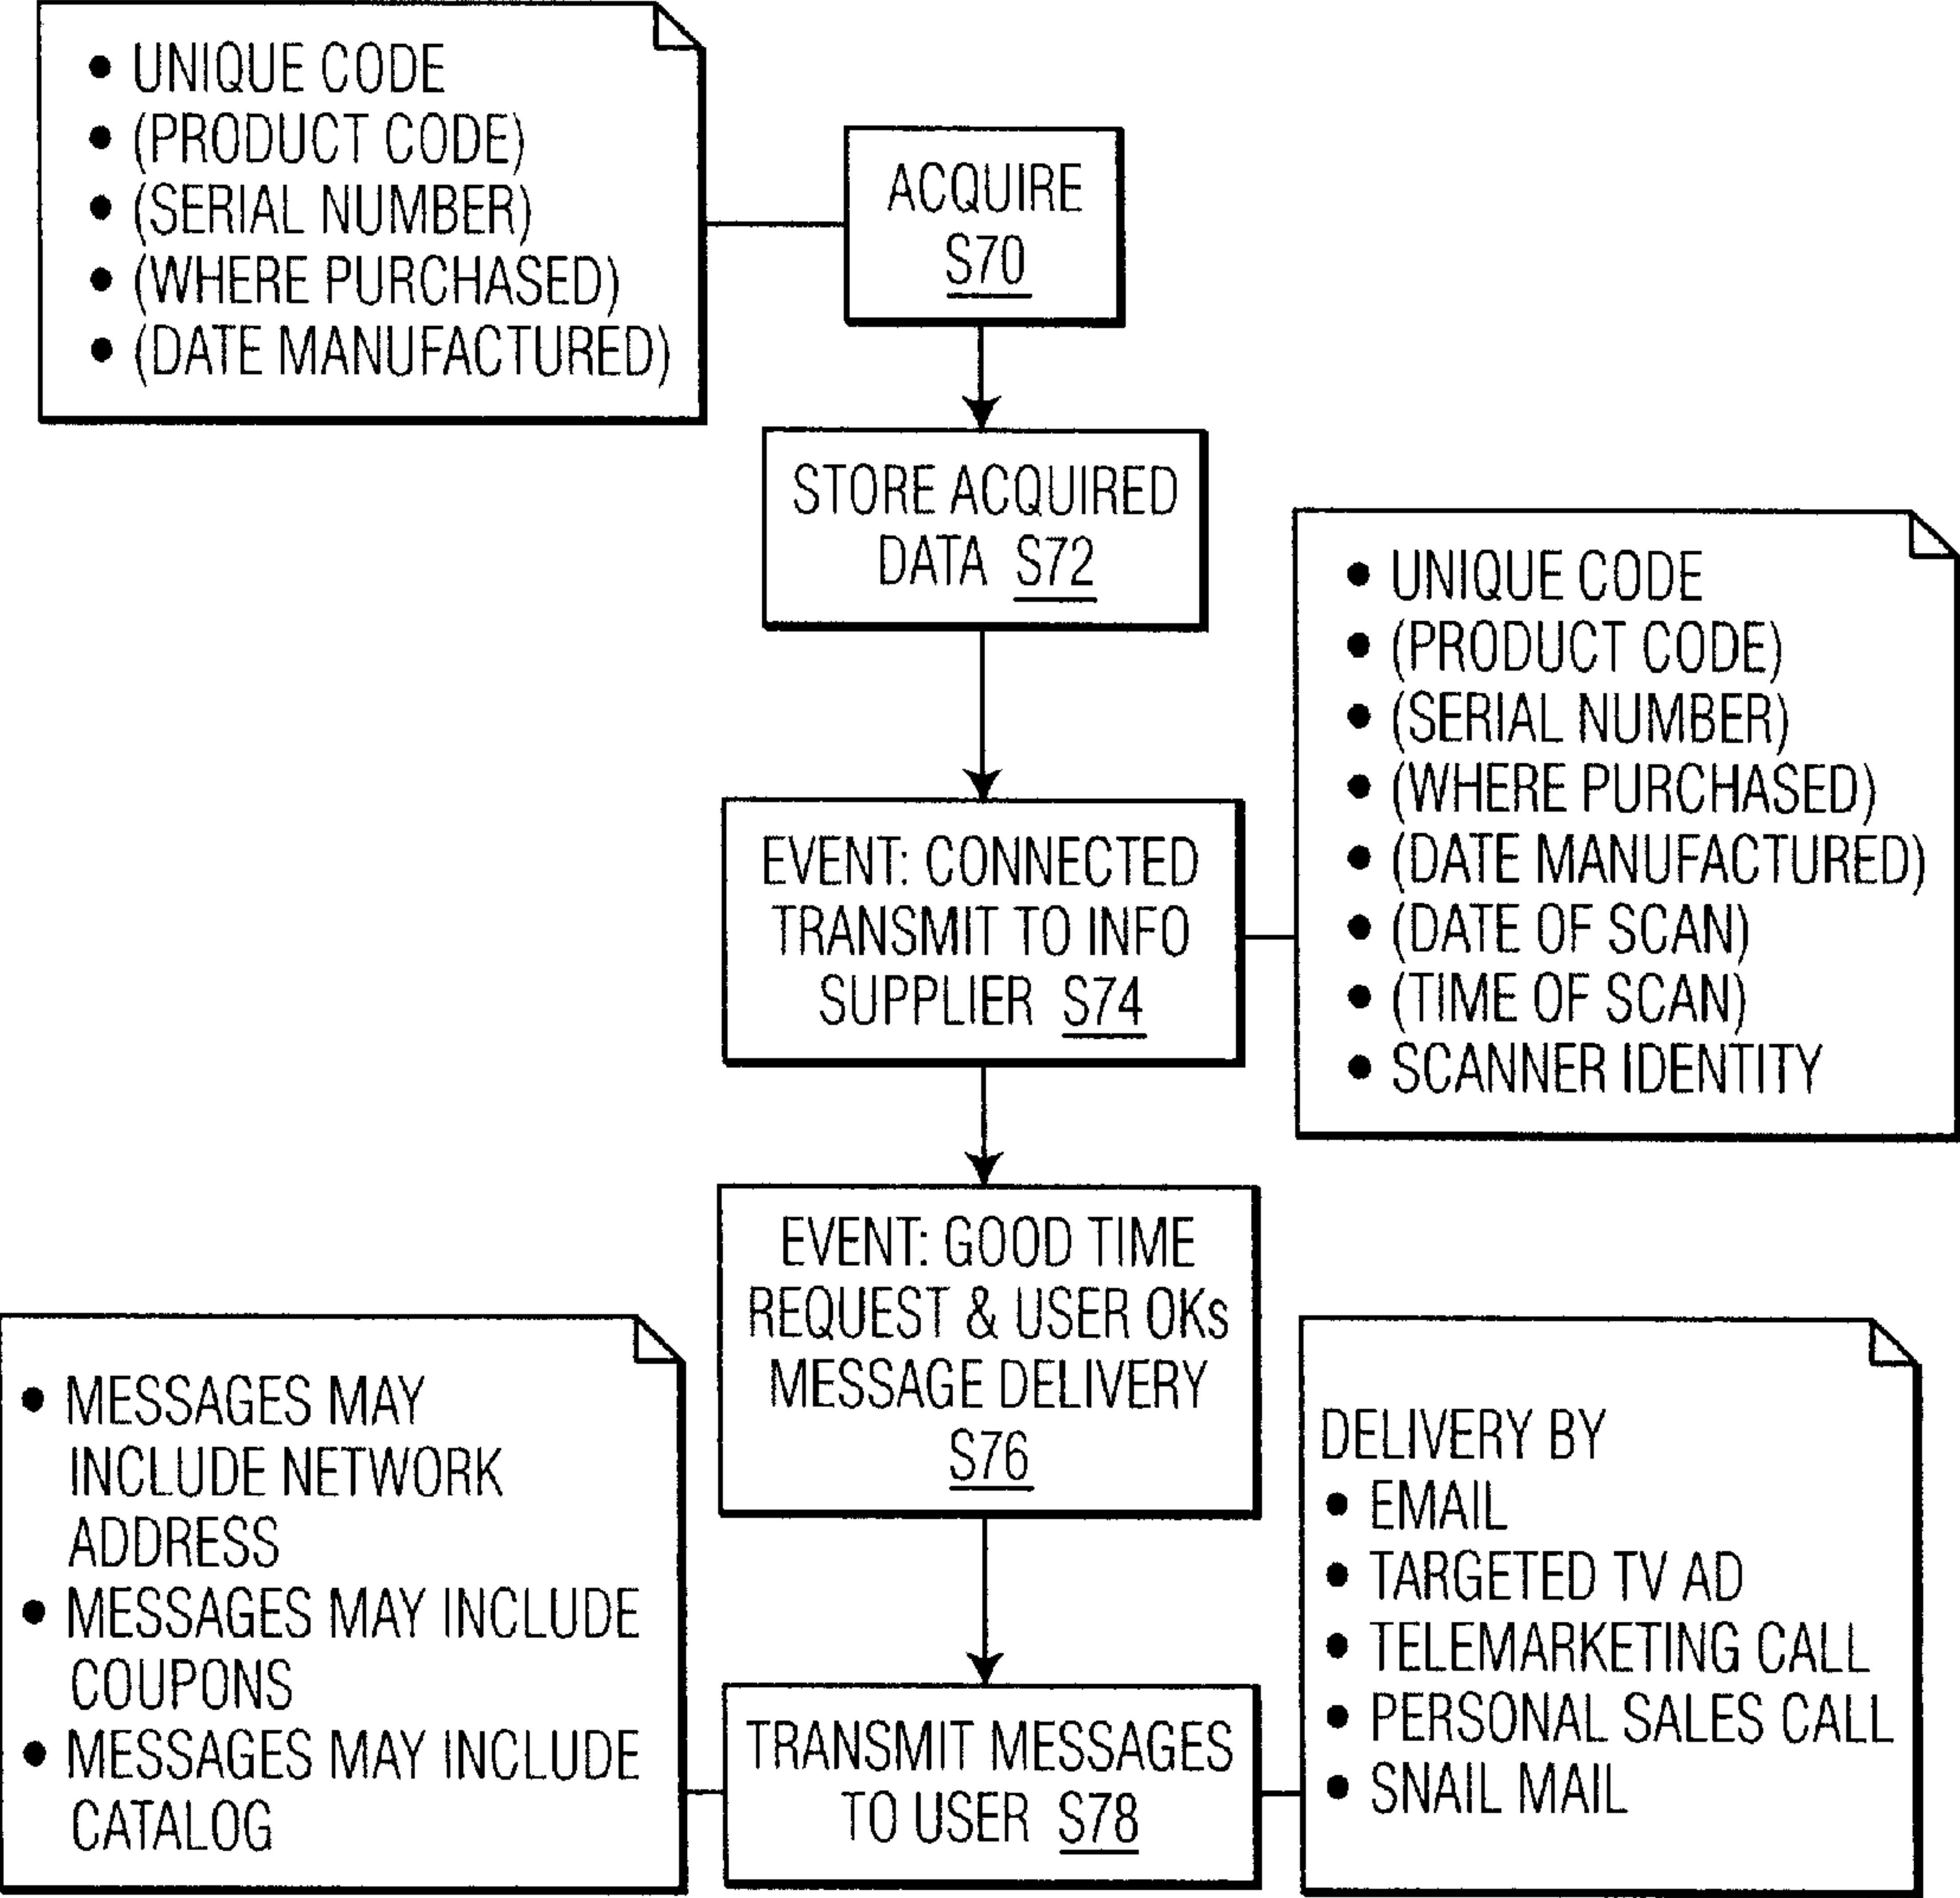 • UNIQUE CODE
• (PRODUCT CODE)
• (SERIAL NUMBER)
• (WHERE PURCHASED)
• (DATE MANUFACTURED)
ACQUIRE
S70
STORE ACQUIRED
DATA S72
EVENT: CONNECTED
TRANSMIT TO INFO
SUPPLIER S74
• UNIQUE CODE
• (PRODUCT CODE)
• (SERIAL NUMBER)
• (WHERE PURCHASED)
• (DATE MANUFACTURED)
• (DATE OF SCAN)
• (TIME OF SCAN)
• SCANNER IDENTITY
EVENT: GOOD TIME
REQUEST & USER OKs
MESSAGE DELIVERY
S76
• MESSAGES MAY
INCLUDE NETWORK
ADDRESS
• MESSAGES MAY INCLUDE
COUPONS
• MESSAGES MAY INCLUDE
CATALOG
TRANSMIT MESSAGES
TO USER S78
DELIVERY BY
• EMAIL
• TARGETED TV AD
• TELEMARKETING CALL
• PERSONAL SALES CALL
• SNAIL MAIL